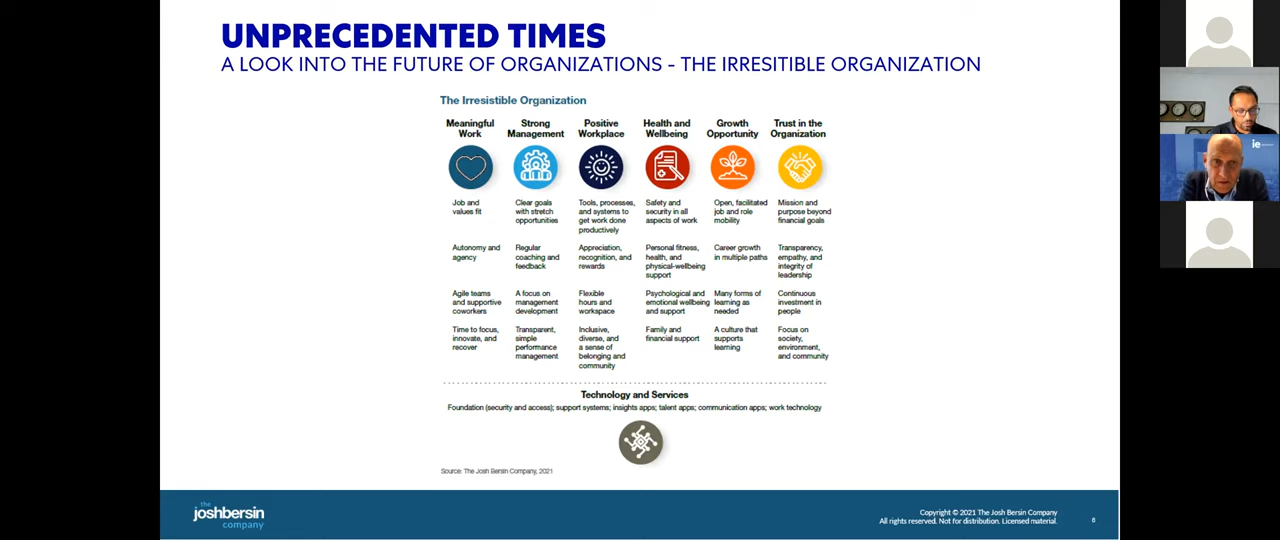 UNPRECEDENTED TIMES
A LOOK INTO THE FUTURE OF ORGANIZATIONS - THE IRRESITIBLE ORGANIZATION
The Irresistible Organization
Meaningful
Work
Strong
Management
Positive
Workplace
Health and
Wellbeing
Growth
Opportunity
Trust in the
Organization
Job and
values fit
Clear goals
with stretch
opportunities
Tools, processes,
and systems to
get work done
productively
Safety and
security in all
aspects of work
Open, facilitated
job and role
mobility
Mission and
purpose beyond
financial goals
Autonomy and
agency
Regular
coaching and
feedback
Appreciation,
recognition, and
rewards
Personal fitness,
health, and
physical-wellbeing
support
Career growth
in multiple paths
Transparency,
empathy, and
integrity of
leadership
Agile teams
and supportive
coworkers
A focus on
management
development
Flexible
hours and
workspace
Psychological and
emotional wellbeing
and support
Many forms of
learning as
needed
Continuous
investment in
people
Time to focus,
innovate, and
recover
Transparent,
simple
performance
management
Inclusive,
diverse, and
a sense of
belonging and
community
Family and
financial support
A culture that
supports
learning
Focus on
society,
environment,
and community
Technology and Services
Foundation (security and access); support systems; insights apps; talent apps; communication apps; work technology
Source: The Josh Bersin Company, 2021
the
joshbersin
company
Copyright © 2021 The Josh Bersin Company
All rights reserved. Not for distribution. Licensed material.
6
ie